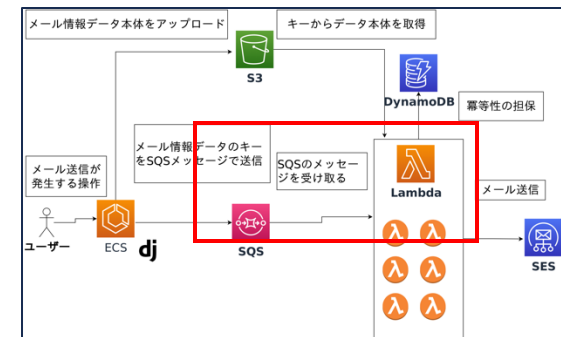 メール情報データ本体をアップロード
キーからデータ本体を取得
S3
DynamoDB
冪等性の担保
メール情報データのキー
をSQSメッセージで送信
SQSのメッセー
ジを受け取る
メール送信が
発生する操作
Lambda
メール送信
ユーザー
ECS
dj
SQS
SES